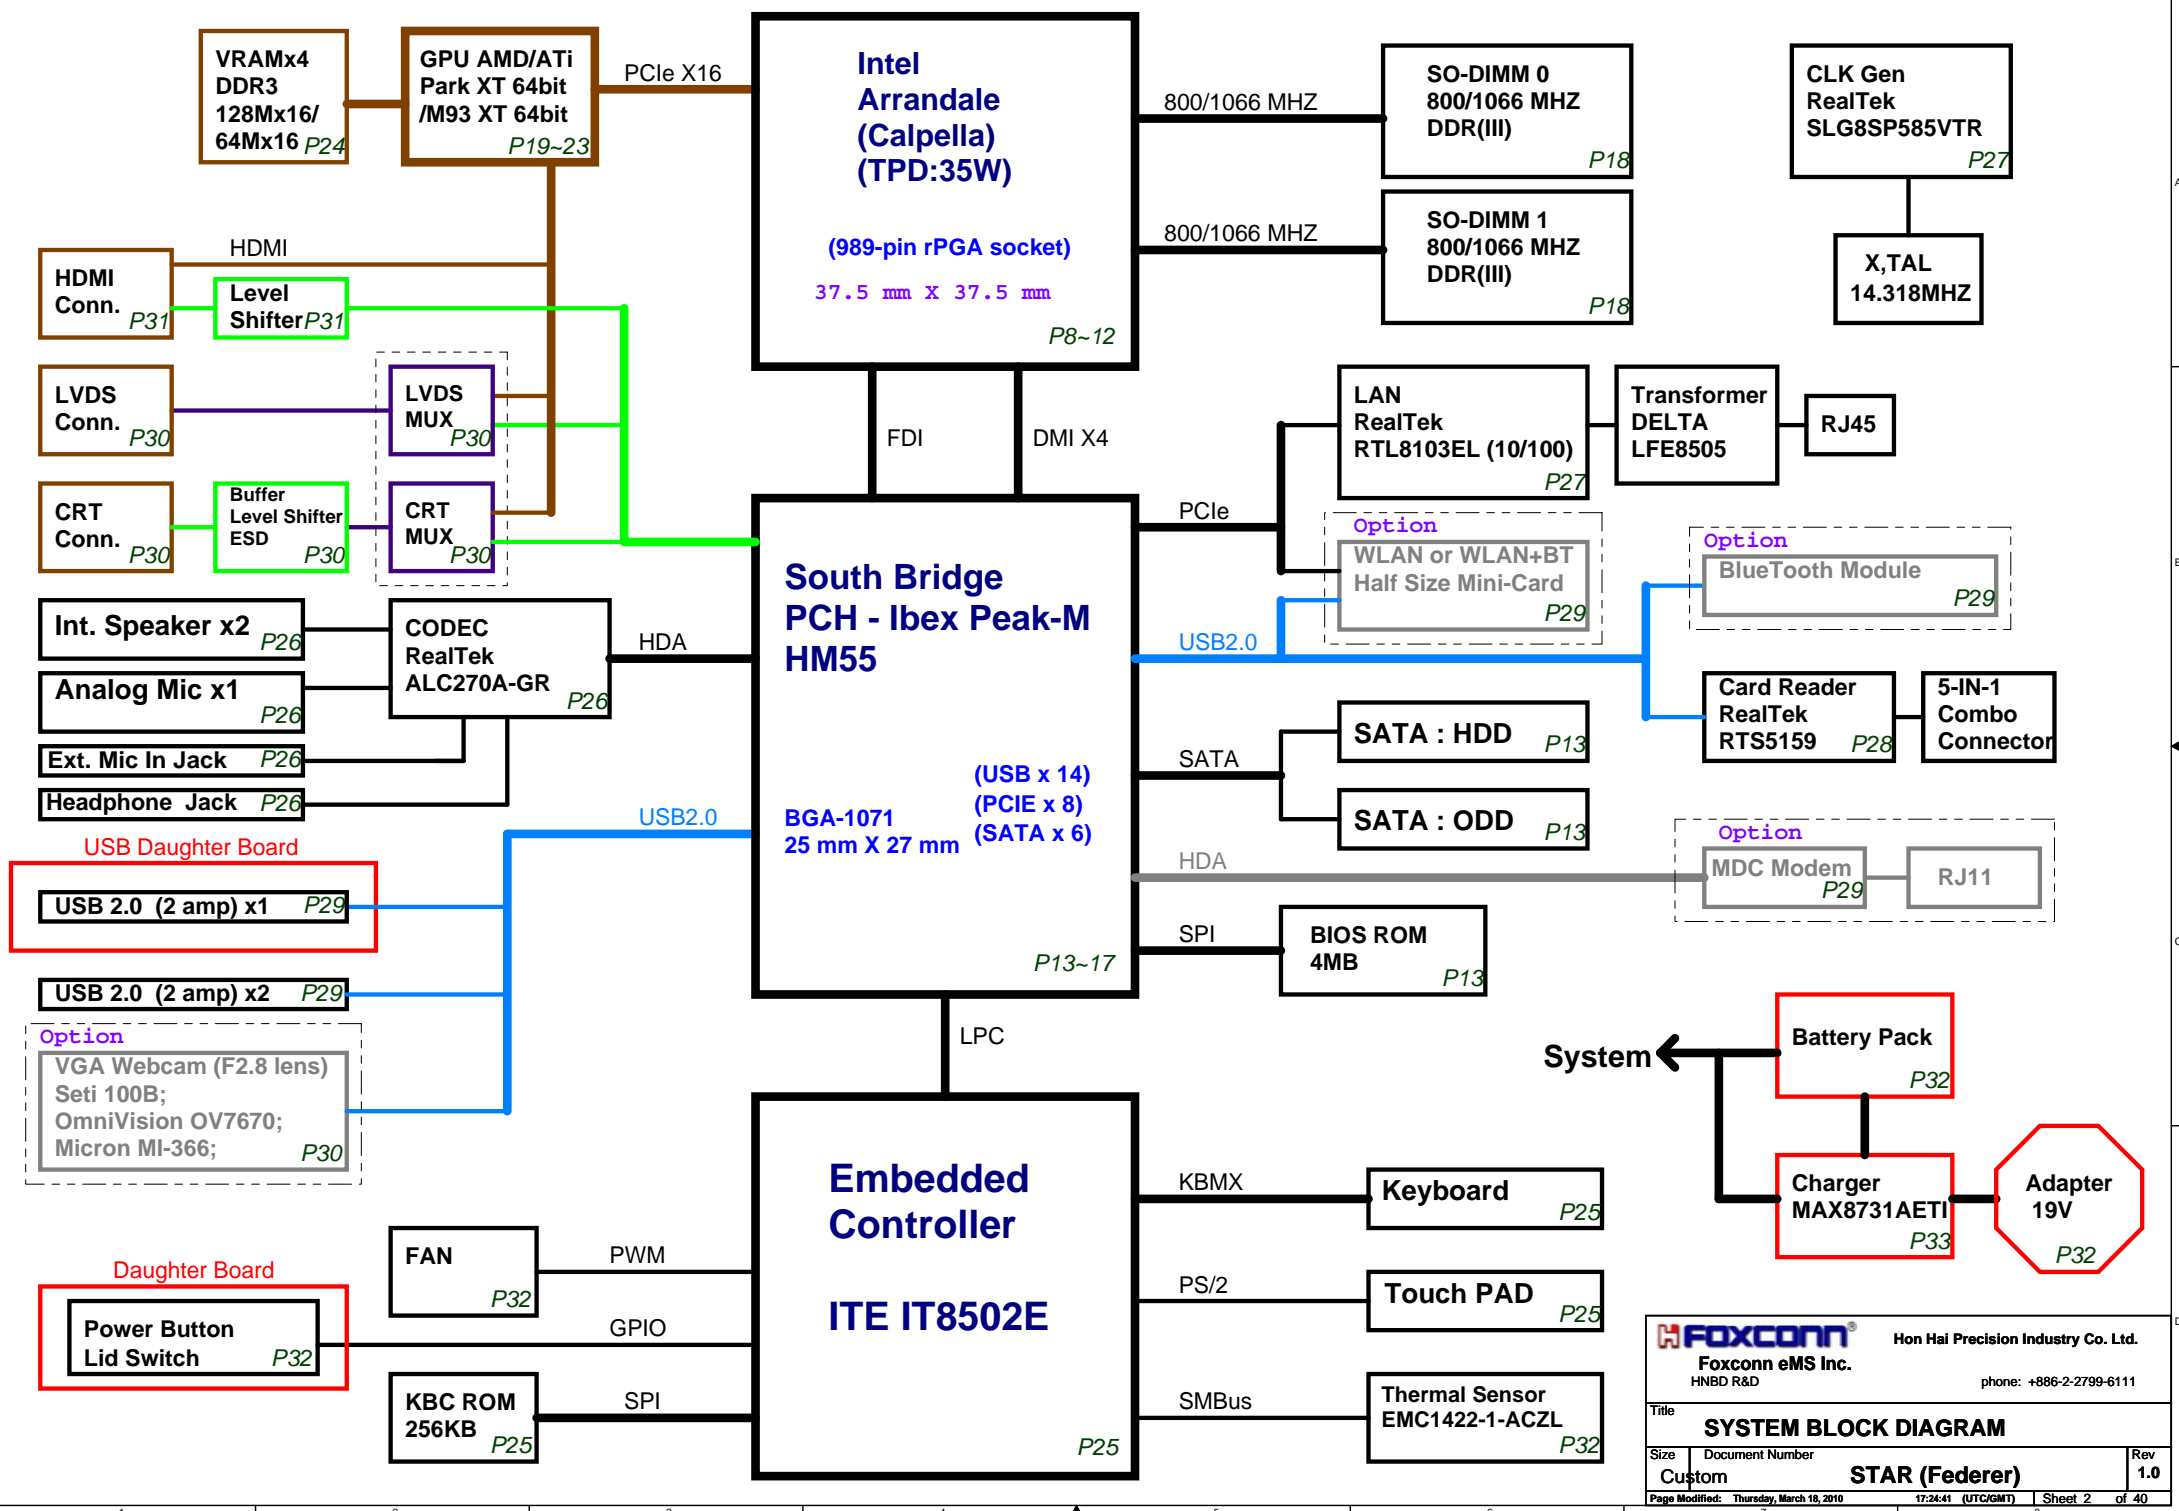 VRAMx4
DDR3
128Mx16/
64Mx16 P24
GPU AMD/ATi
Park XT 64bit
/M93 XT 64bit
P19~23
PCIe X16
Intel
Arrandale
(Calpella)
(TPD:35W)
(989-pin rPGA socket)
37.5 mm X 37.5 mm
P8~12
800/1066 MHZ
SO-DIMM 0
800/1066 MHZ
DDR(III)
P18
800/1066 MHZ
SO-DIMM 1
800/1066 MHZ
DDR(III)
P18
CLK Gen
RealTek
SLG8SP585VTR
P27
X,TAL
14.318MHZ
HDMI
HDMI
Conn.
P31
Level
Shifter P31
LVDS
Conn.
P30
LVDS
MUX
P30
CRT
Conn.
P30
Buffer
Level Shifter
ESD
P30
CRT
MUX
P30
FDI
DMI X4
LAN
RealTek
RTL8103EL (10/100)
P27
Transformer
DELTA
LFE8505
RJ45
PCIe
Option
WLAN or WLAN+BT
Half Size Mini-Card
P29
USB2.0
Option
BlueTooth Module
P29
Card Reader
RealTek
RTS5159 P28
5-IN-1
Combo
Connector
South Bridge
PCH - Ibex Peak-M
HM55
(USB x 14)
(PCIE x 8)
(SATA x 6)
BGA-1071
25 mm X 27 mm
P13~17
Int. Speaker x2 P26
Analog Mic x1
P26
Ext. Mic In Jack P26
Headphone Jack P26
CODEC
RealTek
ALC270A-GR
P26
HDA
USB2.0
USB Daughter Board
USB 2.0 (2 amp) x1 P29
USB 2.0 (2 amp) x2 P29
Option
VGA Webcam (F2.8 lens)
Seti 100B;
OmniVision OV7670;
Micron MI-366; P30
SATA
SATA : HDD P13
SATA : ODD P13
HDA
Option
MDC Modem
P29
RJ11
SPI
BIOS ROM
4MB
P13
LPC
System
Battery Pack
P32
Charger
MAX8731AETI
P33
Adapter
19V
P32
Embedded
Controller
ITE IT8502E
P25
FAN
P32
PWM
Daughter Board
Power Button
Lid Switch P32
GPIO
KBC ROM
256KB
P25
SPI
KBMX
Keyboard
P25
PS/2
Touch PAD
P25
SMBus
Thermal Sensor
EMC1422-1-ACZL
P32
FOXCONN®
Hon Hai Precision Industry Co. Ltd.
Foxconn eMS Inc.
HNBD R&D
phone: +886-2-2799-6111
Title
SYSTEM BLOCK DIAGRAM
Size
Document Number
Rev
Custom
STAR (Federer)
1.0
Page Modified: Thursday, March 18, 2010 17:24:41 (UTC/GMT) Sheet 2 of 40